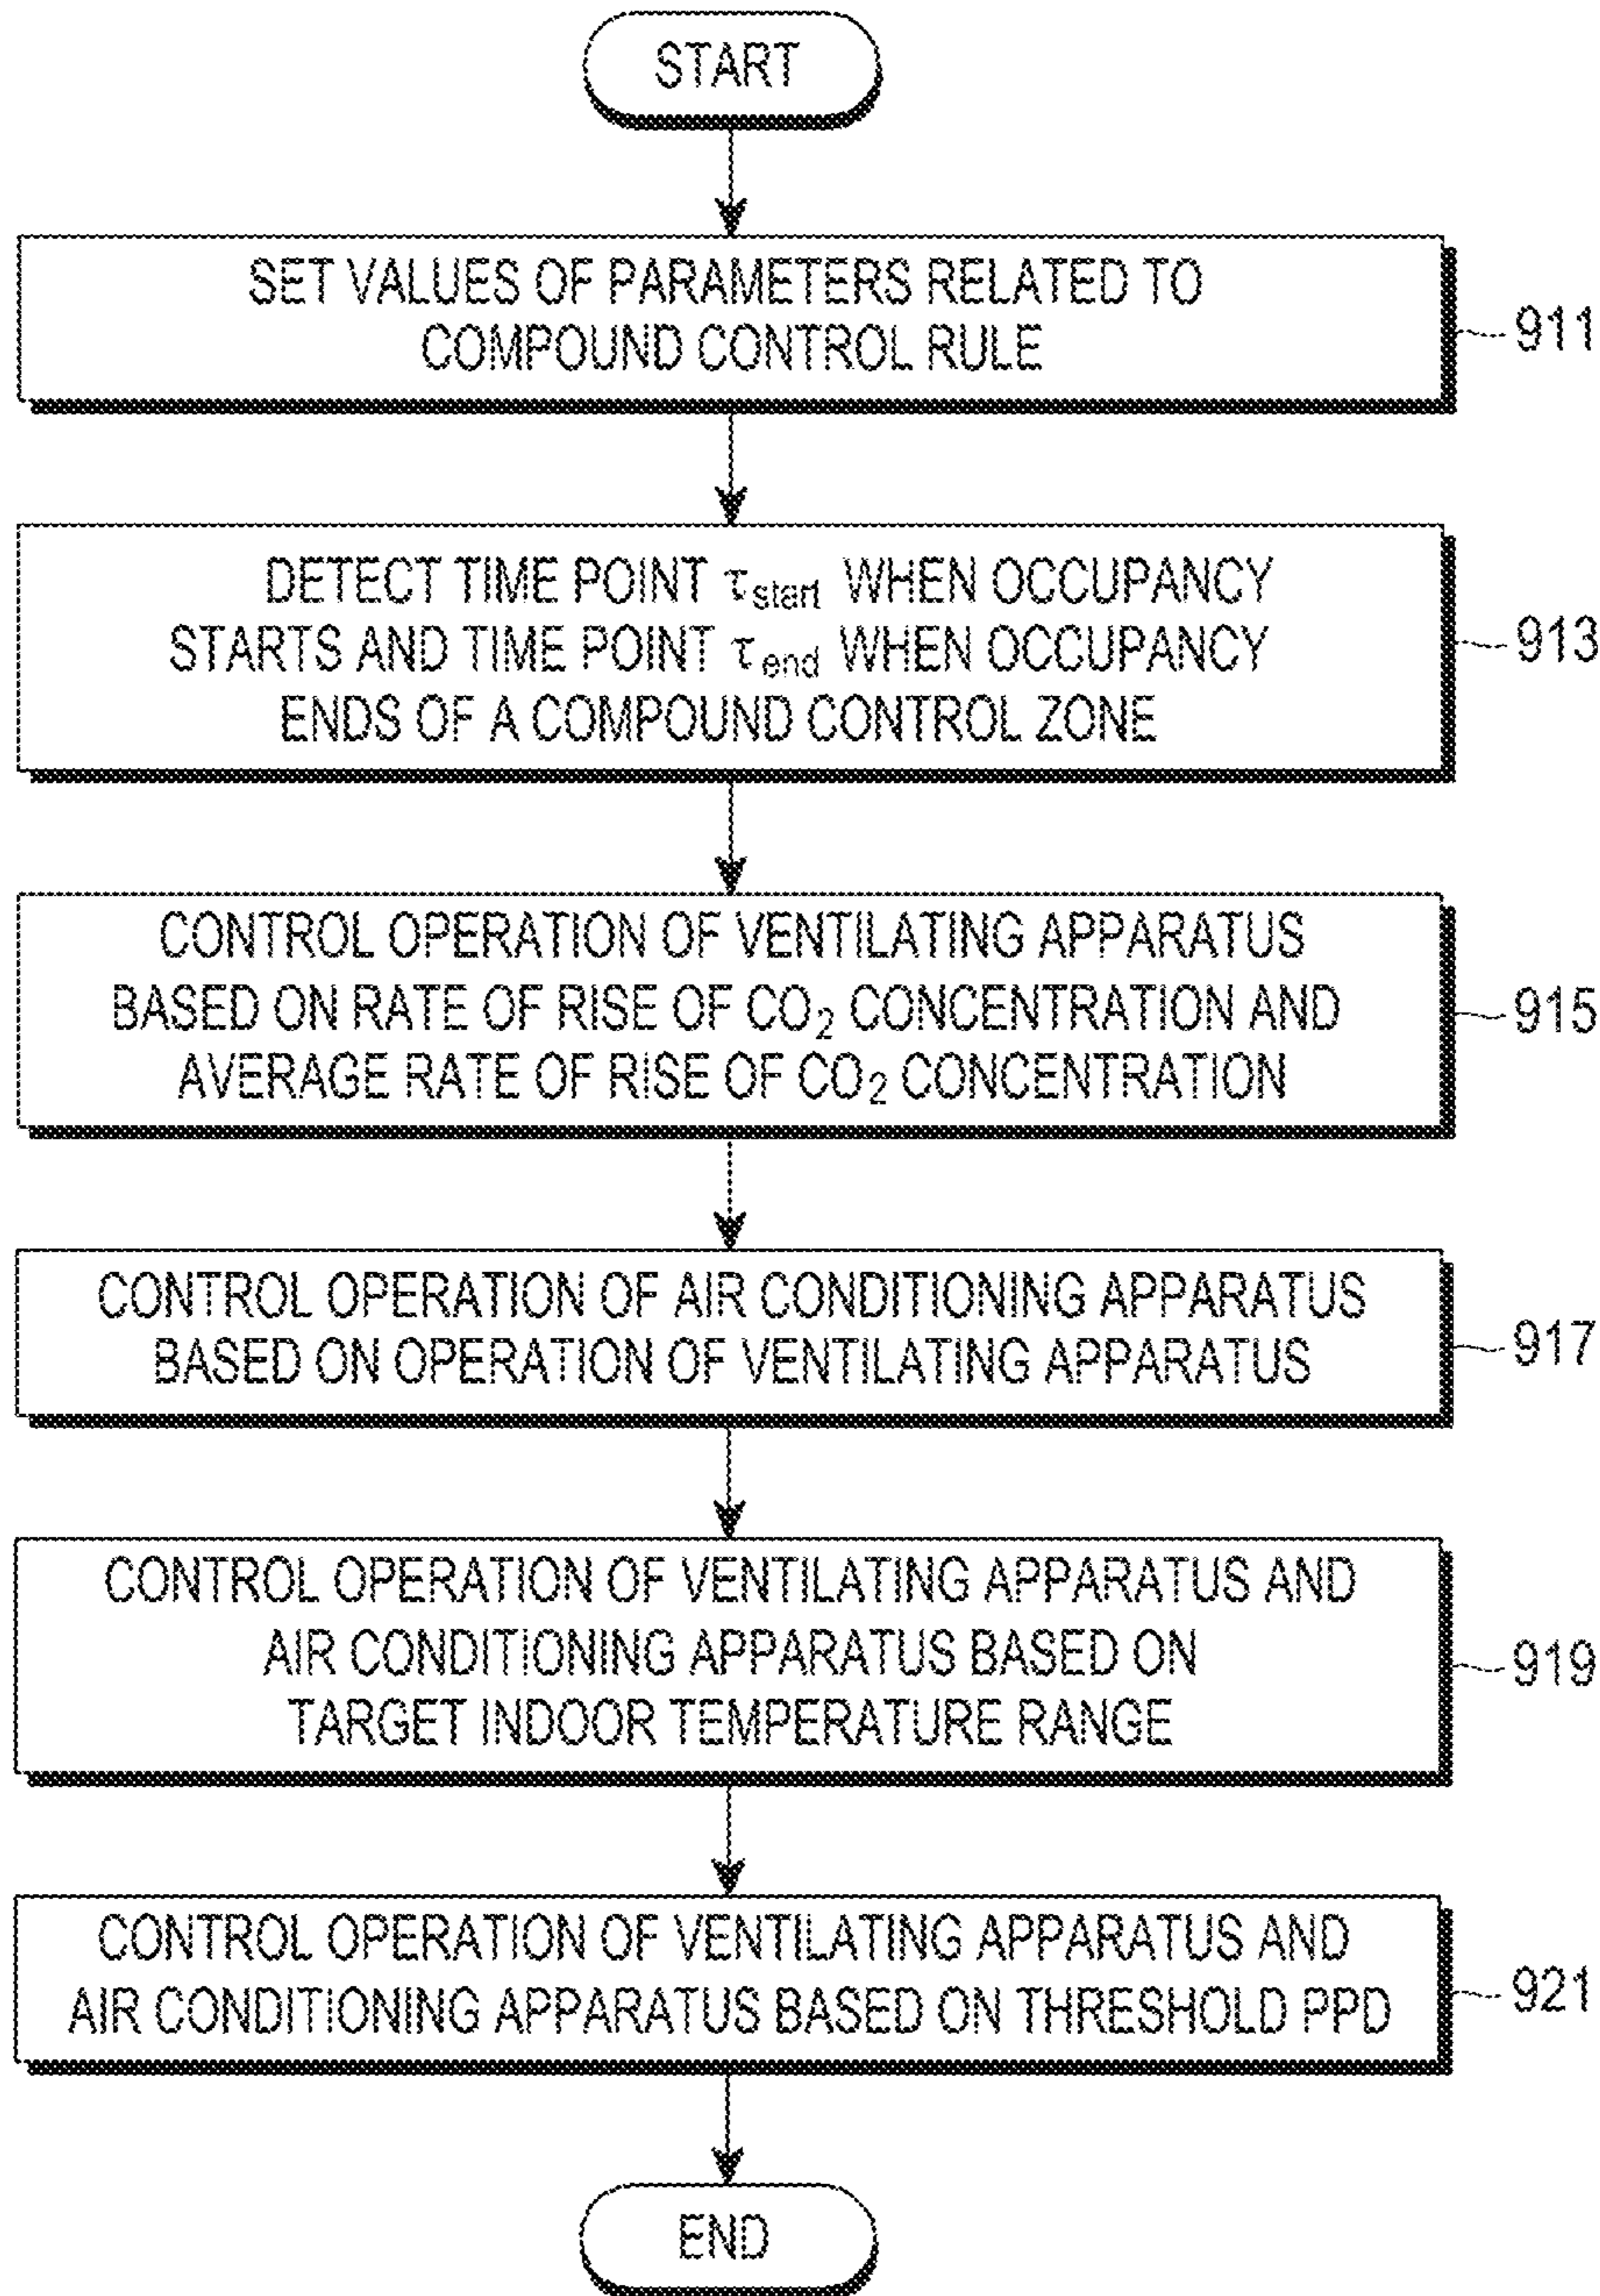 START
SET VALUES OF PARAMETERS RELATED TO
COMPOUND CONTROL RULE
911
DETECT TIME POINT τstart WHEN OCCUPANCY
STARTS AND TIME POINT τend WHEN OCCUPANCY
ENDS OF A COMPOUND CONTROL ZONE
913
CONTROL OPERATION OF VENTILATING APPARATUS
BASED ON RATE OF RISE OF CO2 CONCENTRATION AND
AVERAGE RATE OF RISE OF CO2 CONCENTRATION
915
CONTROL OPERATION OF AIR CONDITIONING APPARATUS
BASED ON OPERATION OF VENTILATING APPARATUS
917
CONTROL OPERATION OF VENTILATING APPARATUS AND
AIR CONDITIONING APPARATUS BASED ON
TARGET INDOOR TEMPERATURE RANGE
919
CONTROL OPERATION OF VENTILATING APPARATUS AND
AIR CONDITIONING APPARATUS BASED ON THRESHOLD PPD
921
END